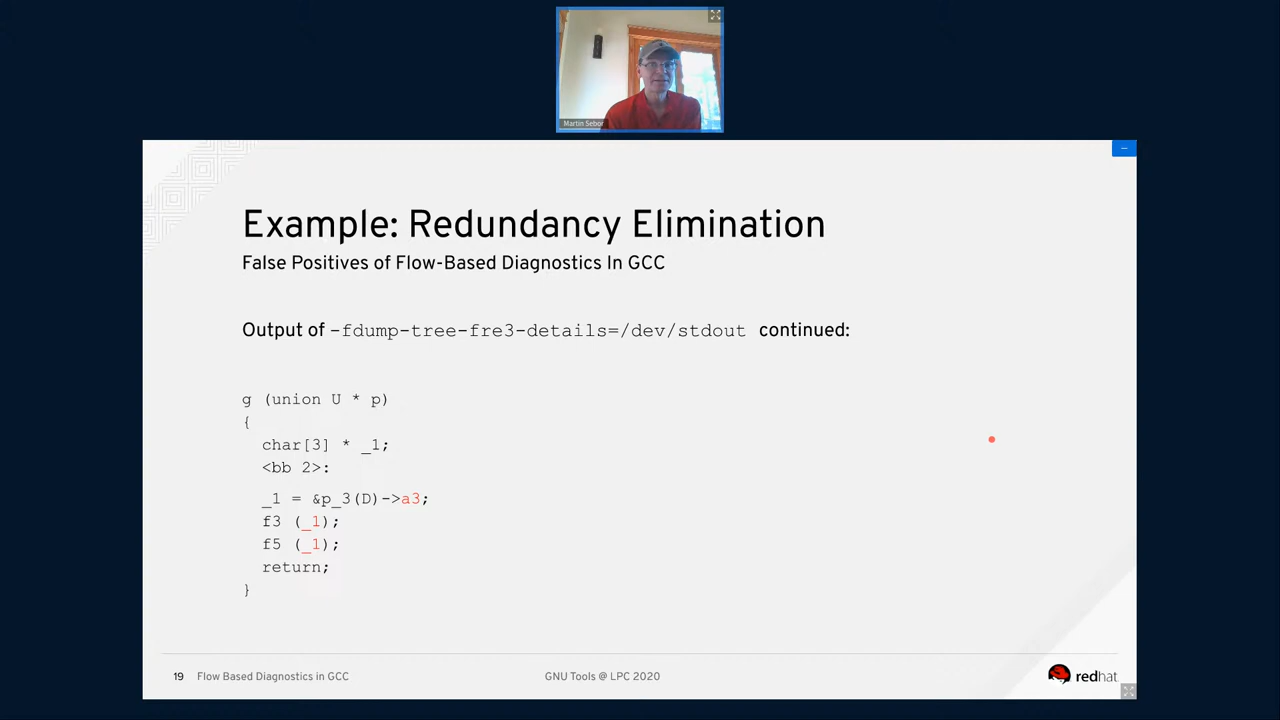 Martin Sebor
Example: Redundancy Elimination
False Positives of Flow-Based Diagnostics In GCC
Output of -fdump-tree-fre3-details=/dev/stdout continued:
g (union U * p)
{
char[3] * _1;
<bb 2>:
_1 = &p_3(D)->a3;
f3 (_1);
f5 (_1);
return;
}
19 Flow Based Diagnostics in GCC GNU Tools @ LPC 2020 redhat